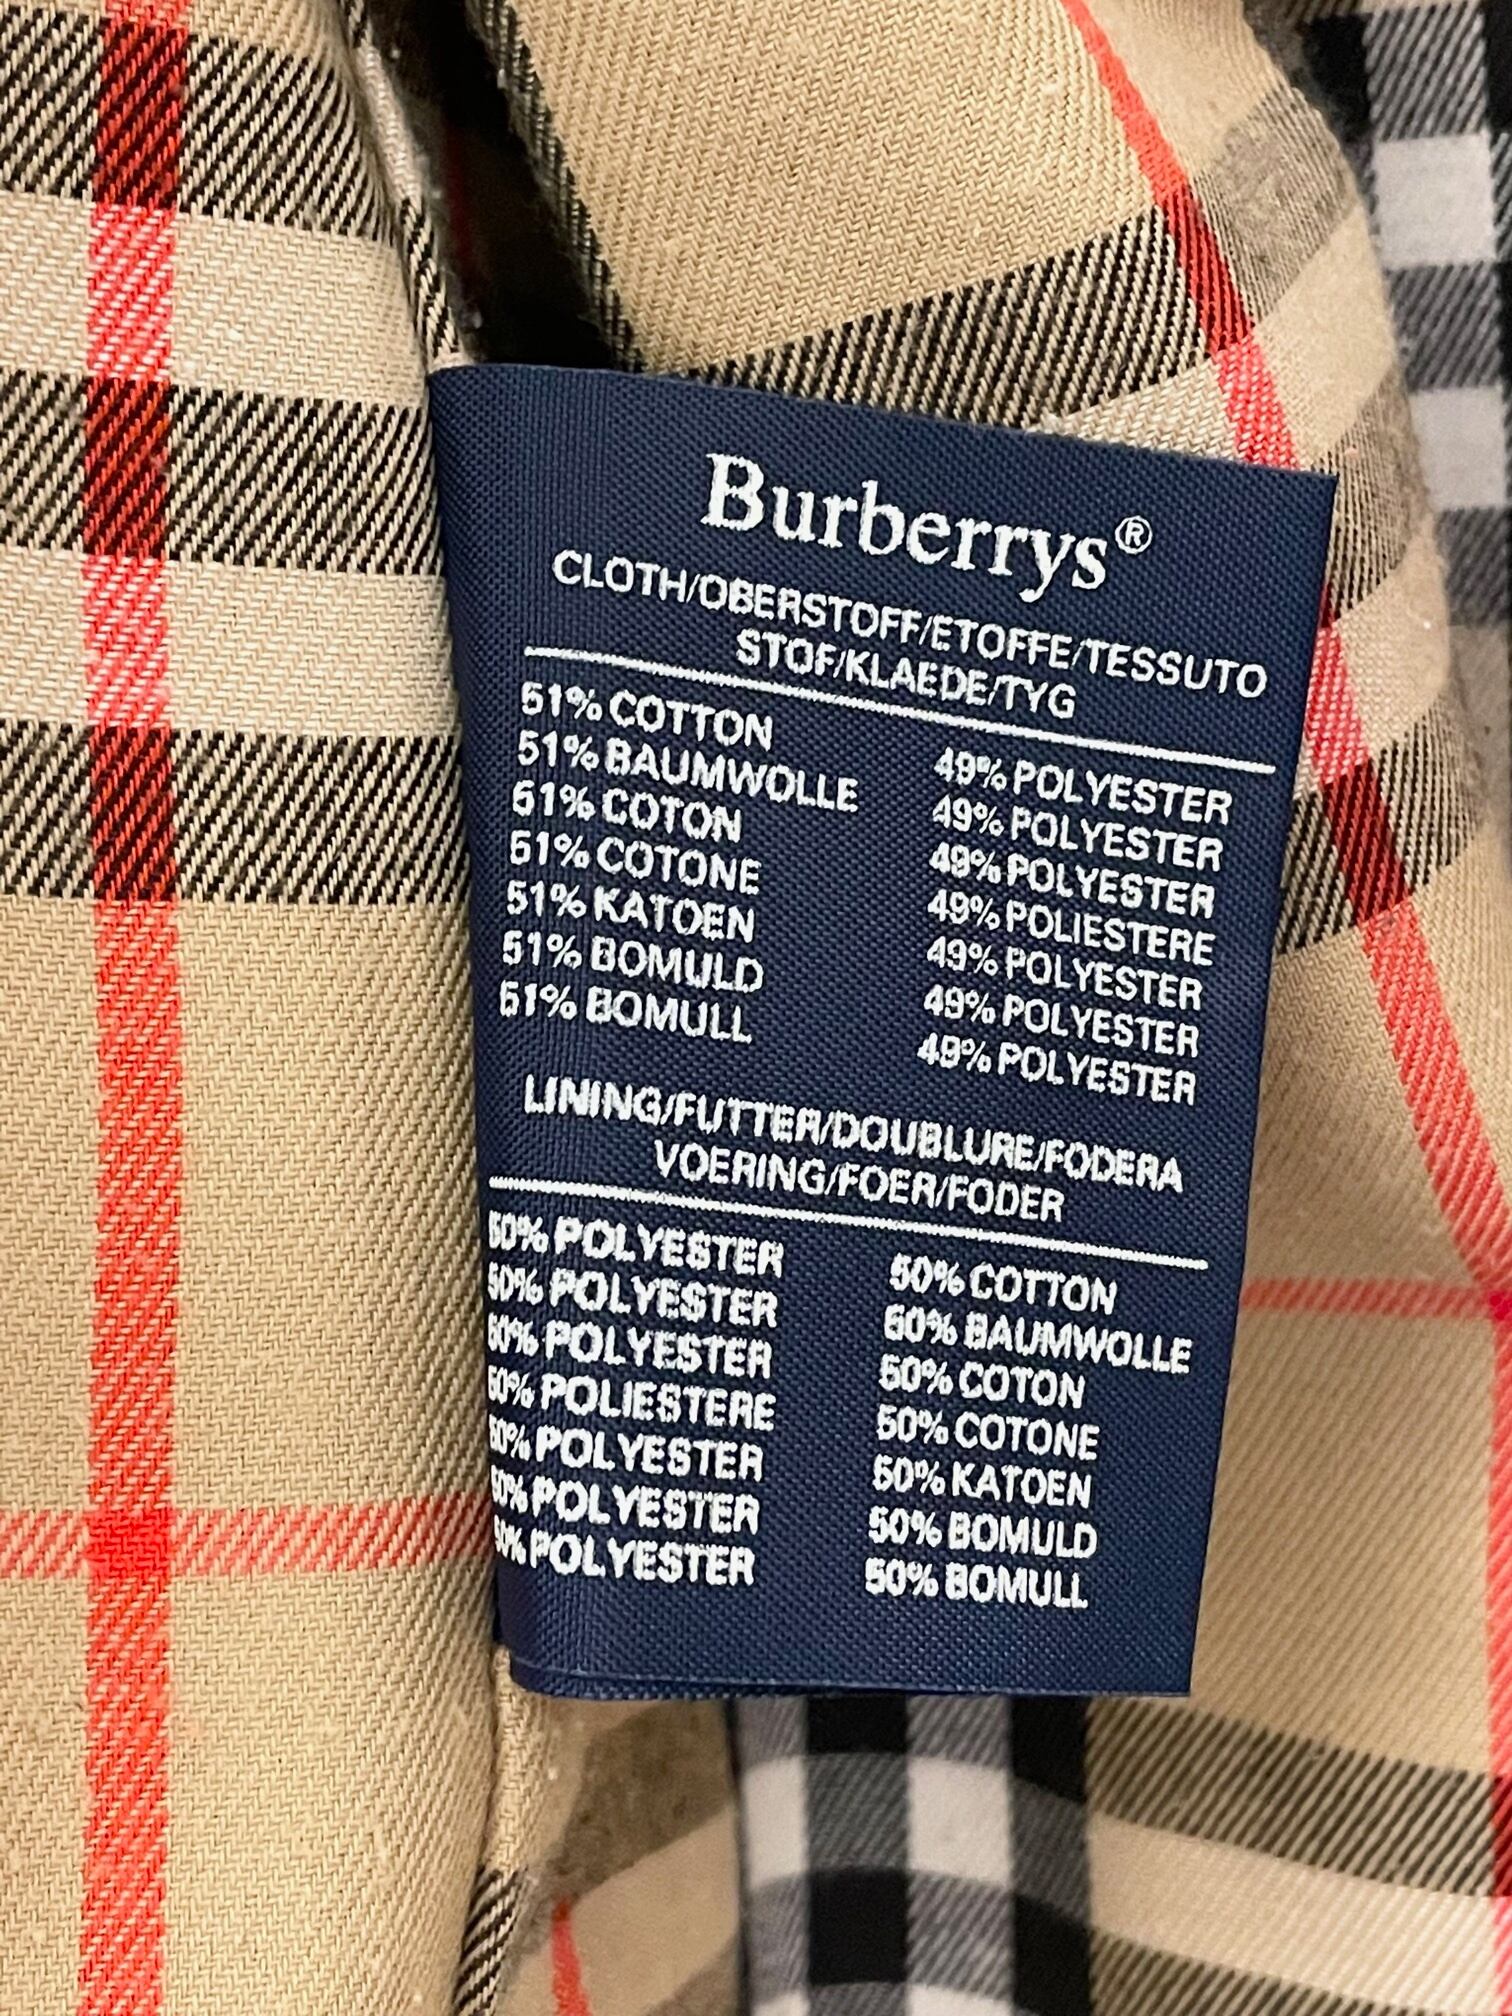 Burberrys®
CLOTH/OBERSTOFF/ETOFFE/TESSUTO
STOF/KLAEDE/TYG
51% COTTON 49% POLYESTER
51% BAUMWOLLE 49% POLYESTER
51% COTON 49% POLYESTER
51% COTONE 49% POLIESTERE
51% KATOEN 49% POLYESTER
51% BOMULD 49% POLYESTER
51% BOMULL 49% POLYESTER
LINING/FUTTER/DOUBLURE/FODERA
VOERING/FOER/FODER
50% POLYESTER 50% COTTON
50% POLYESTER 50% BAUMWOLLE
50% POLYESTER 50% COTON
50% POLIESTERE 50% COTONE
50% POLYESTER 50% KATOEN
50% POLYESTER 50% BOMULD
50% POLYESTER 50% BOMULL